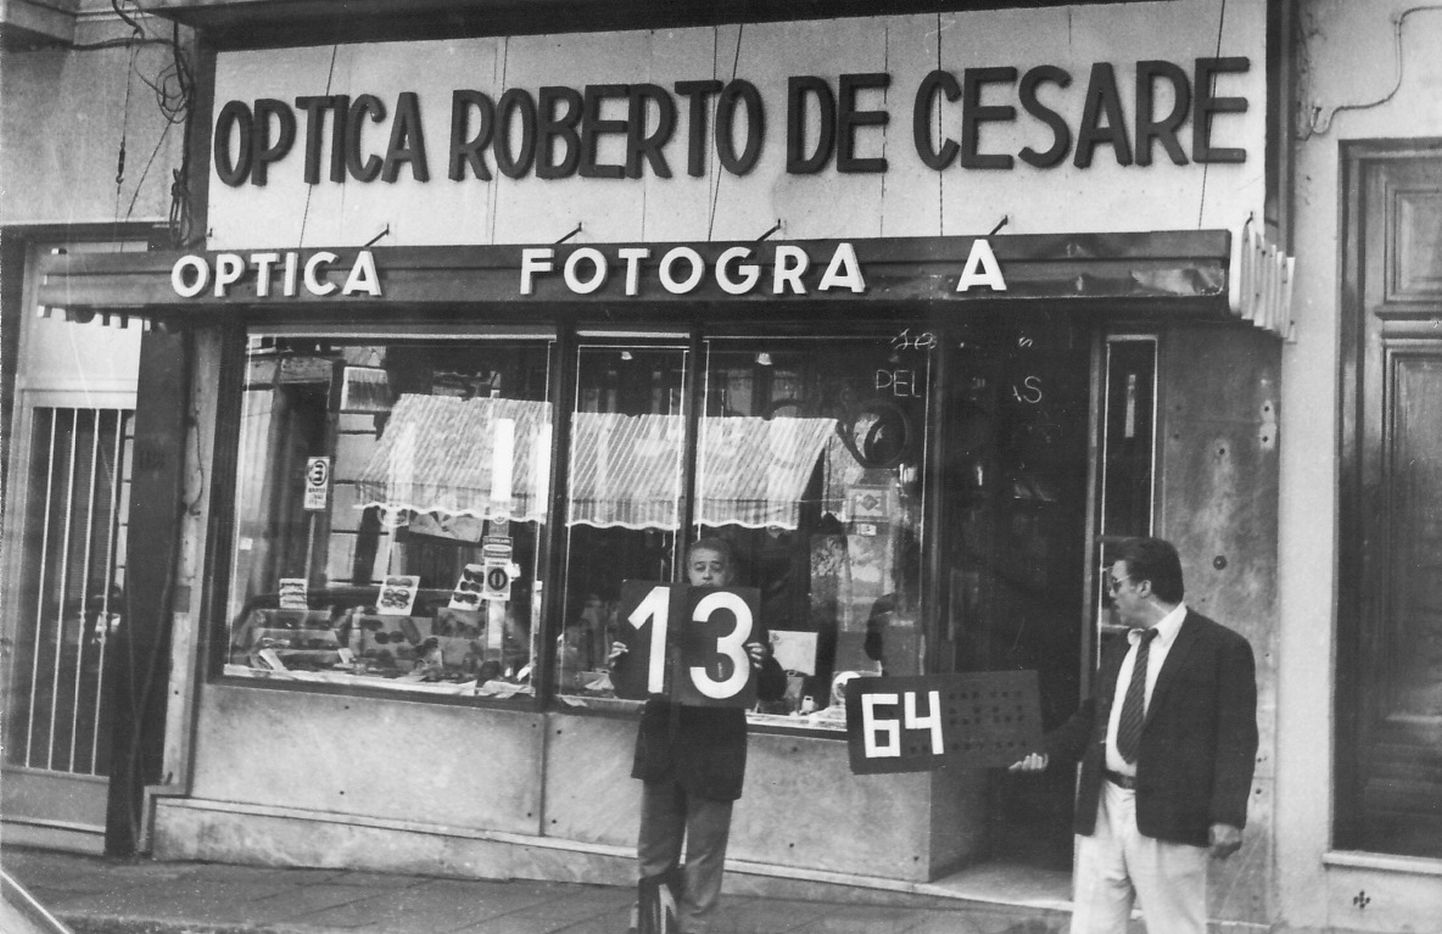 OPTICA ROBERTO DE CESARE
OPTICA FOTOGRA A
PEL AS
E
13
64